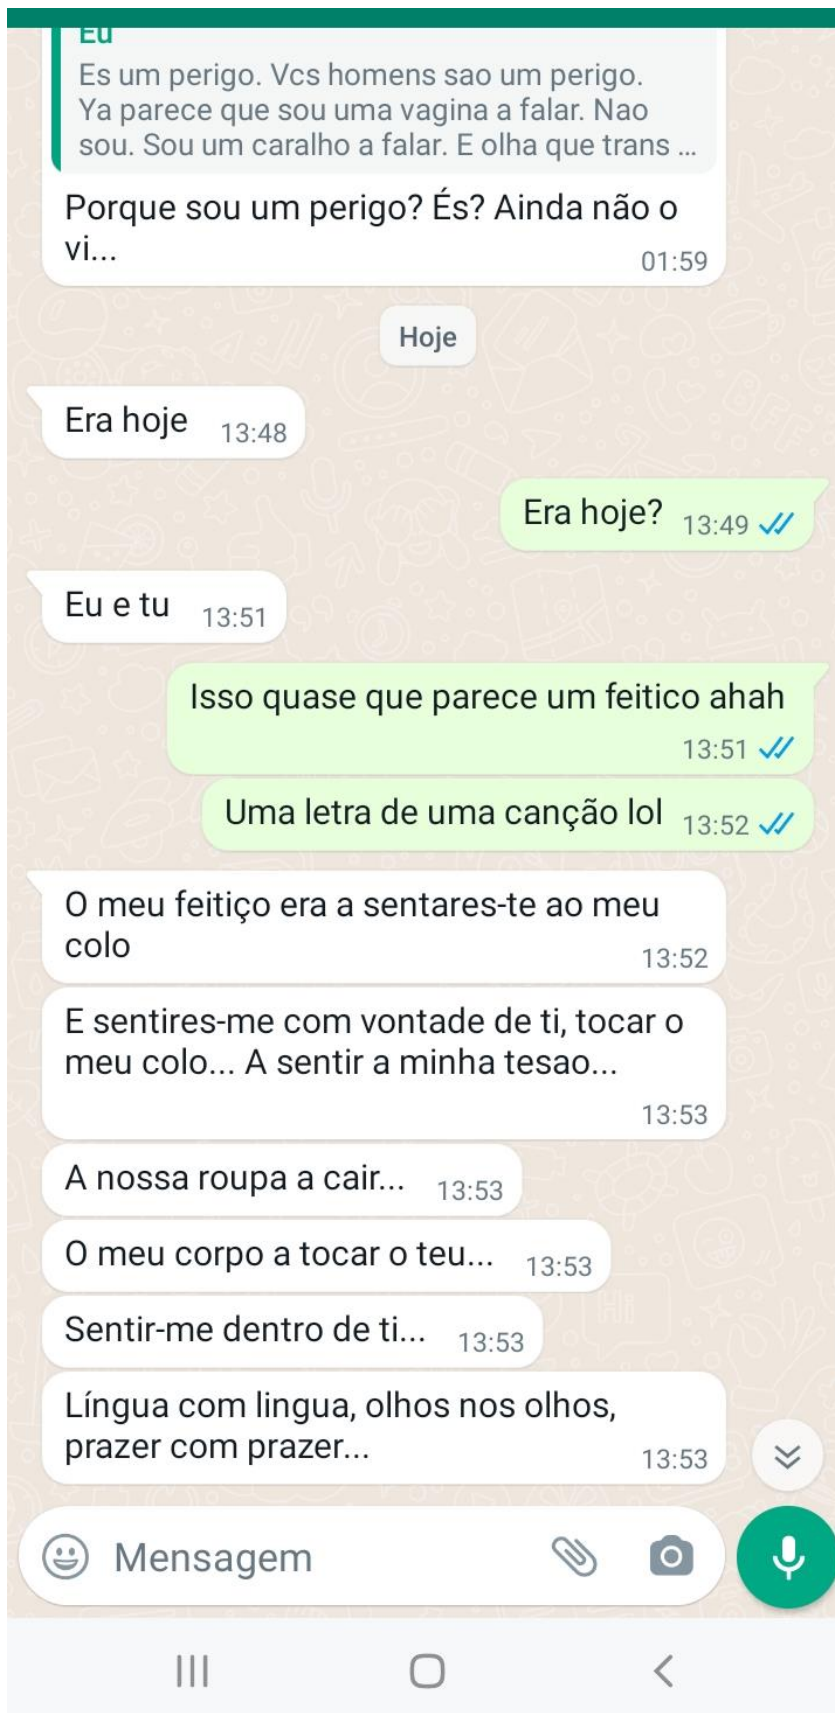 Eu
Es um perigo. Vcs homens sao um perigo.
Ya parece que sou uma vagina a falar. Nao
sou. Sou um caralho a falar. E olha que trans ...
Porque sou um perigo? És? Ainda não o
vi...
01:59
Hoje
Era hoje 13:48
Era hoje? 13:49
Eu e tu 13:51
Isso quase que parece um feitico ahah
13:51
Uma letra de uma canção lol 13:52
O meu feitiço era a sentares-te ao meu
colo
13:52
E sentires-me com vontade de ti, tocar o
meu colo... A sentir a minha tesao...
13:53
A nossa roupa a cair... 13:53
O meu corpo a tocar o teu... 13:53
Sentir-me dentro de ti... 13:53
Língua com lingua, olhos nos olhos,
prazer com prazer...
13:53
Mensagem